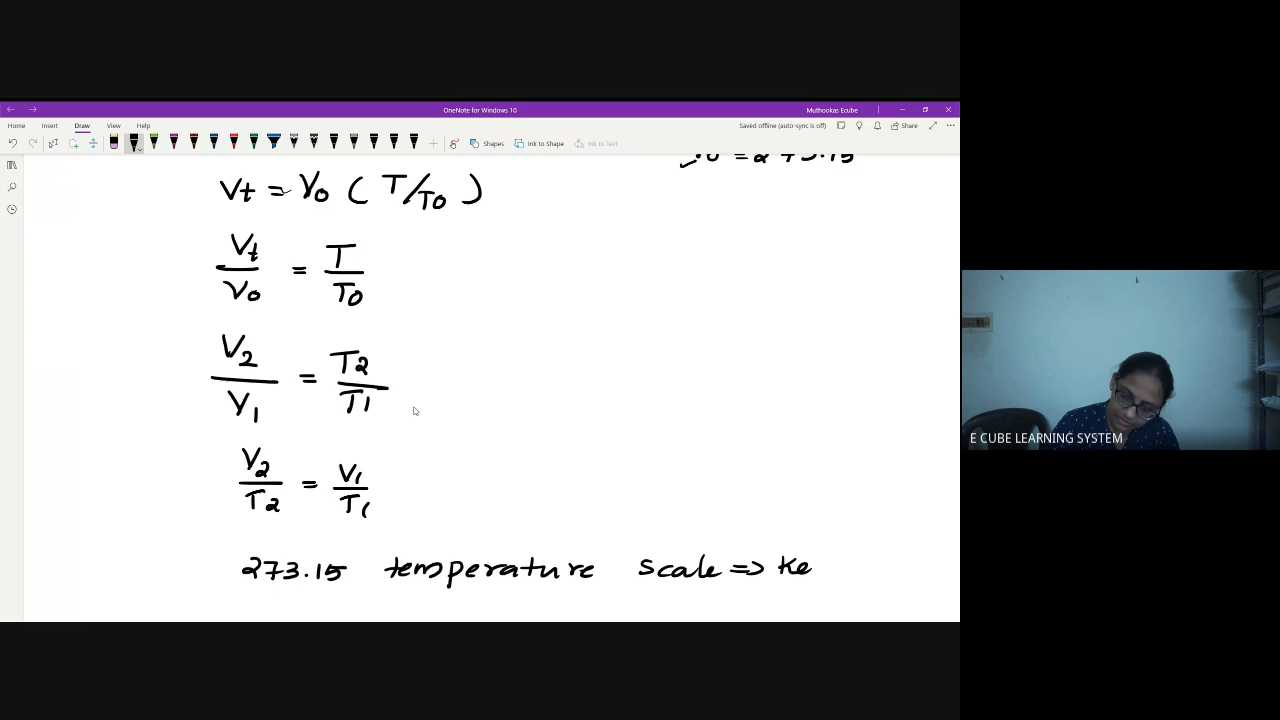 OneNote for Windows 10
Muthookas Ecube
Home Insert Draw View Help
Saved offline (auto-sync is off)
Share
Shapes
Ink to Shape
Ink to Text
= 273.15
Vt = V0 ( T/T0 )
Vt/V0 = T/T0
V2/V1 = T2/T1
V2/T2 = V1/T1
273.15 temperature scale => Ke
E CUBE LEARNING SYSTEM